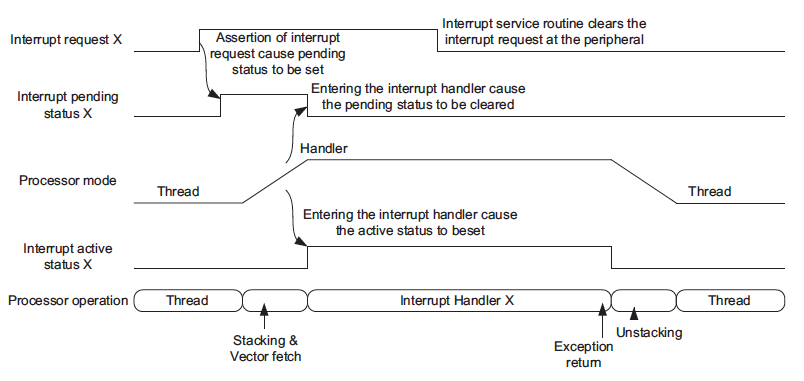 Interrupt request X
Assertion of interrupt
request cause pending
status to be set
Interrupt service routine clears the
interrupt request at the peripheral
Interrupt pending
status X
Entering the interrupt handler cause
the pending status to be cleared
Processor mode
Thread
Handler
Thread
Entering the interrupt handler cause
the active status to beset
Interrupt active
status X
Processor operation
Thread
Interrupt Handler X
Thread
Stacking &
Vector fetch
Exception
return
Unstacking